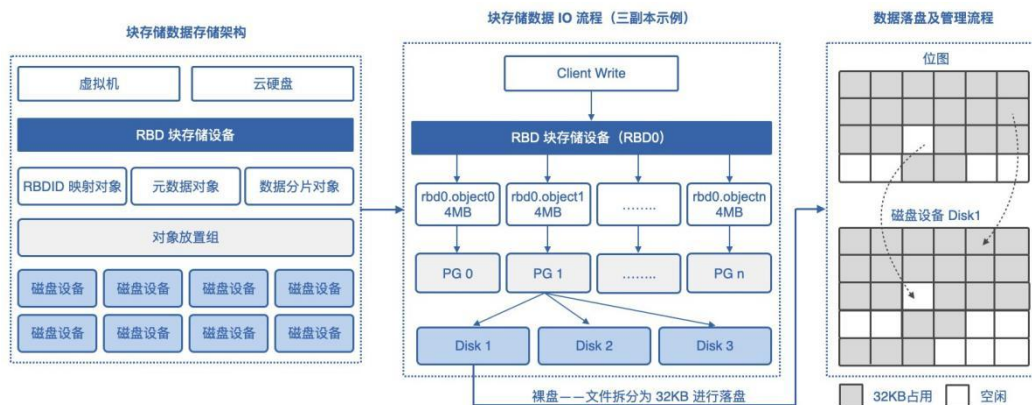 块存储数据存储架构
虚拟机
云硬盘
RBD 块存储设备
RBDID 映射对象
元数据对象
数据分片对象
对象放置组
磁盘设备
磁盘设备
磁盘设备
磁盘设备
磁盘设备
磁盘设备
磁盘设备
磁盘设备
块存储数据 IO 流程（三副本示例）
Client Write
RBD 块存储设备（RBD0）
rbd0.object0
4MB
rbd0.object1
4MB
........
rbd0.objectn
4MB
PG 0
PG 1
........
PG n
Disk 1
Disk 2
Disk 3
裸盘——文件拆分为 32KB 进行落盘
数据落盘及管理流程
位图
磁盘设备 Disk1
32KB占用
空闲